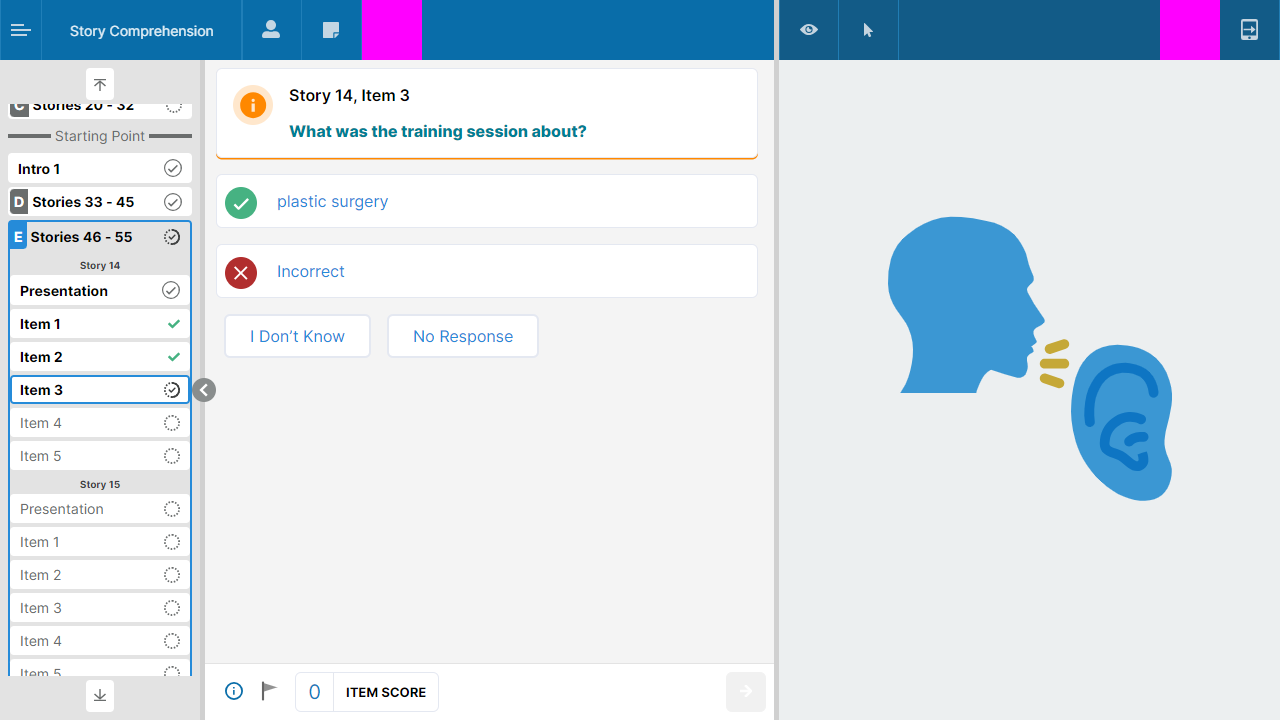 Story Comprehension
C Stories 20 - 32
Starting Point
Intro 1
D Stories 33 - 45
E Stories 46 - 55
Story 14
Presentation
Item 1
Item 2
Item 3
Item 4
Item 5
Story 15
Presentation
Item 1
Item 2
Item 3
Item 4
Item 5
Story 14, Item 3
What was the training session about?
plastic surgery
Incorrect
I Don’t Know
No Response
0 ITEM SCORE